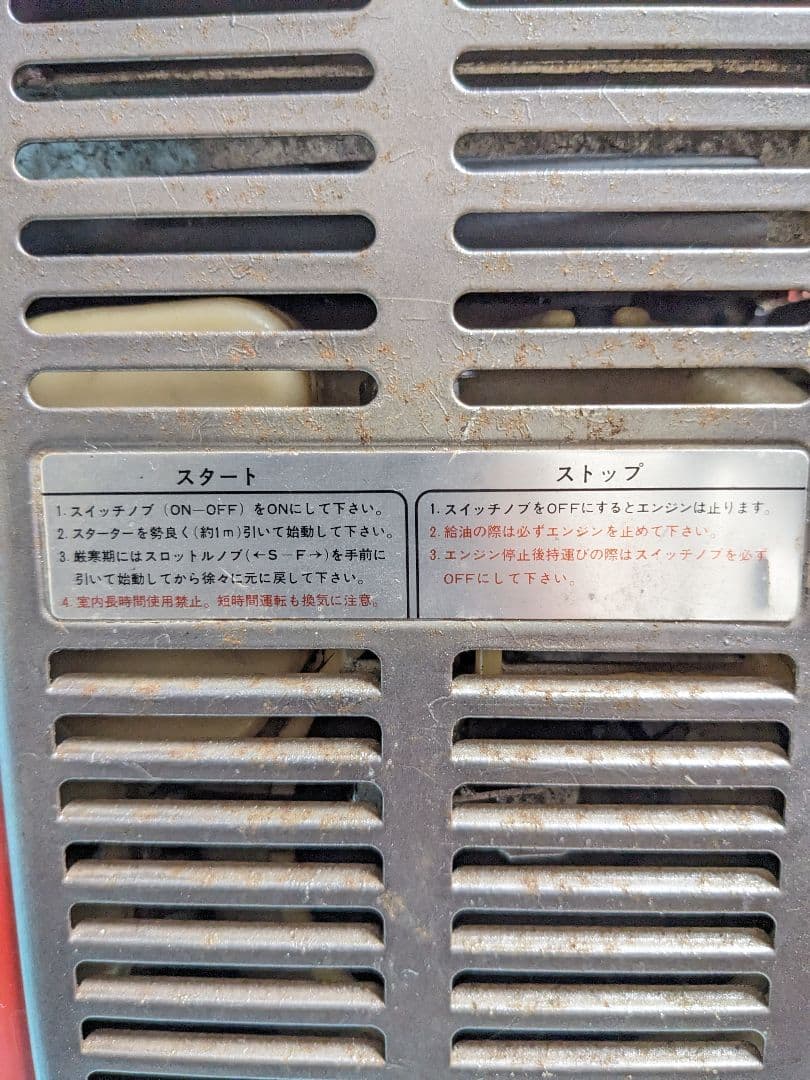 スタート
1. スイッチノブ (ON—OFF) をONにして下さい。
2. スターターを勢良く(約1m)引いて始動して下さい。
3. 厳寒期にはスロットルノブ(←S—F→)を手前に
引いて始動してから徐々に元に戻して下さい。
4. 室内長時間使用禁止。短時間運転も換気に注意。
ストップ
1. スイッチノブをOFFにするとエンジンは止ります。
2. 給油の際は必ずエンジンを止めて下さい。
3. エンジン停止後持運びの際はスイッチノブを必ず
OFFにして下さい。